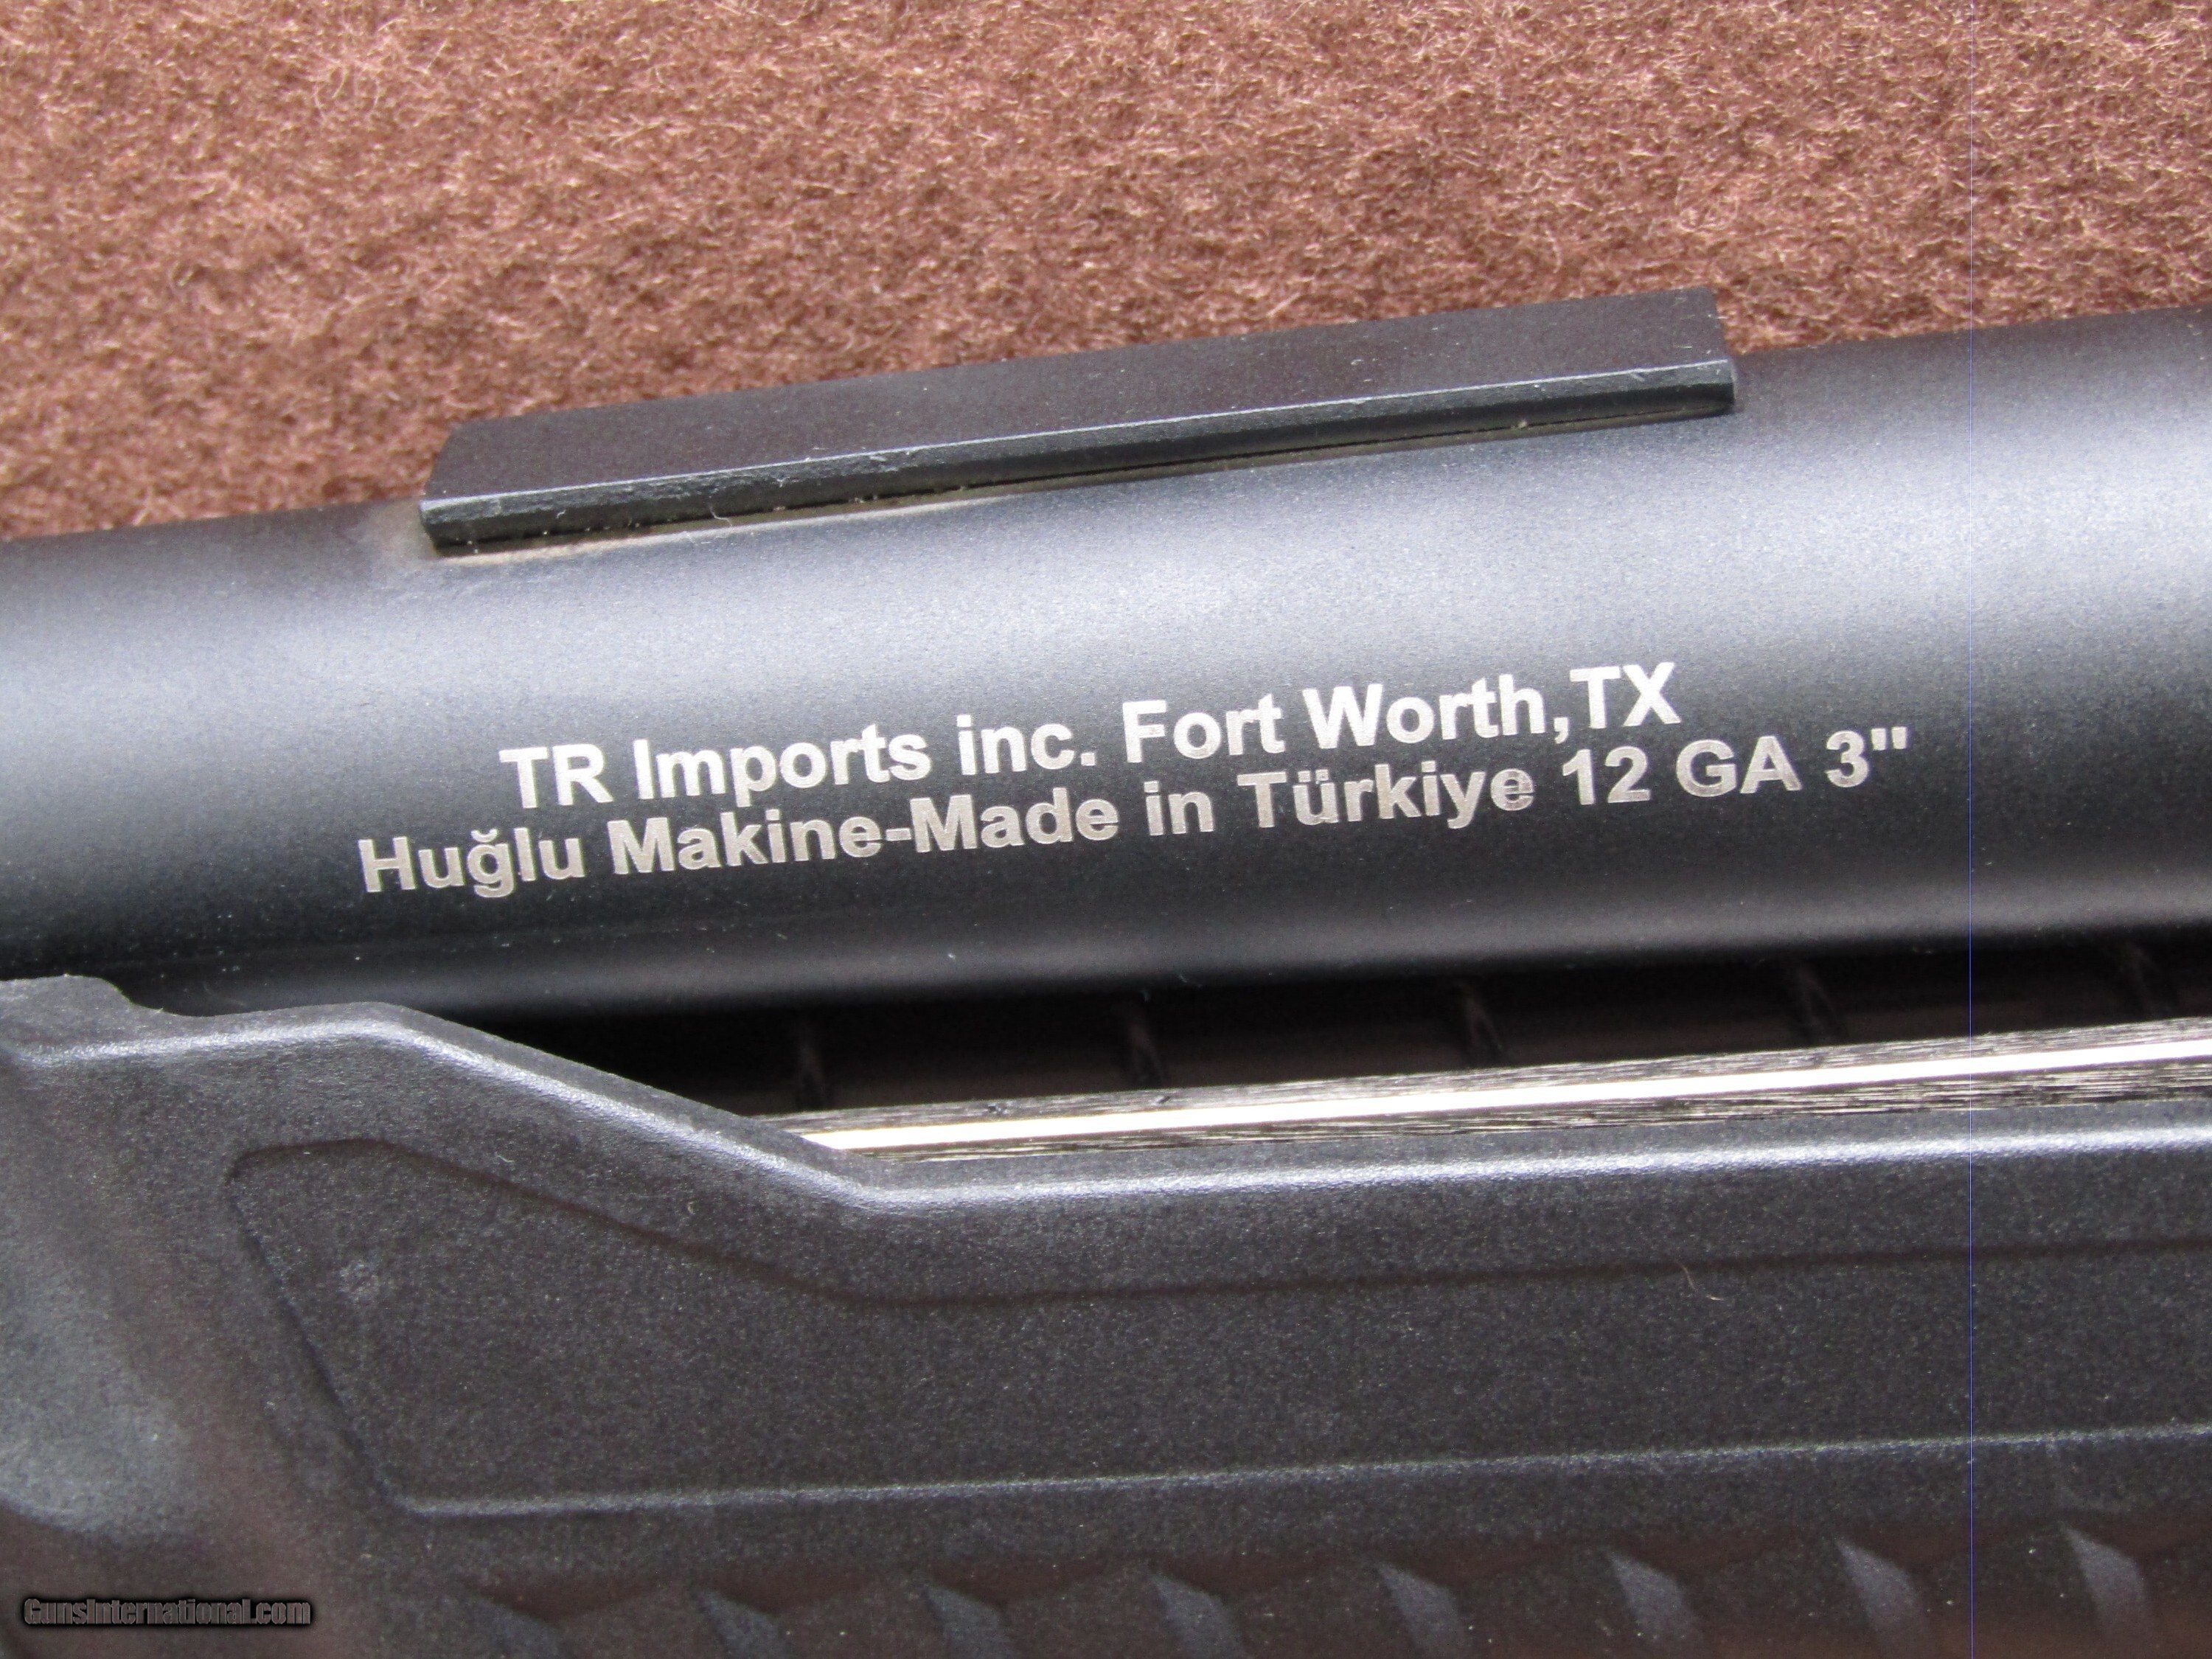 TR Imports inc. Fort Worth,TX
Huğlu Makine-Made in Türkiye 12 GA 3"
GunsInternational.com